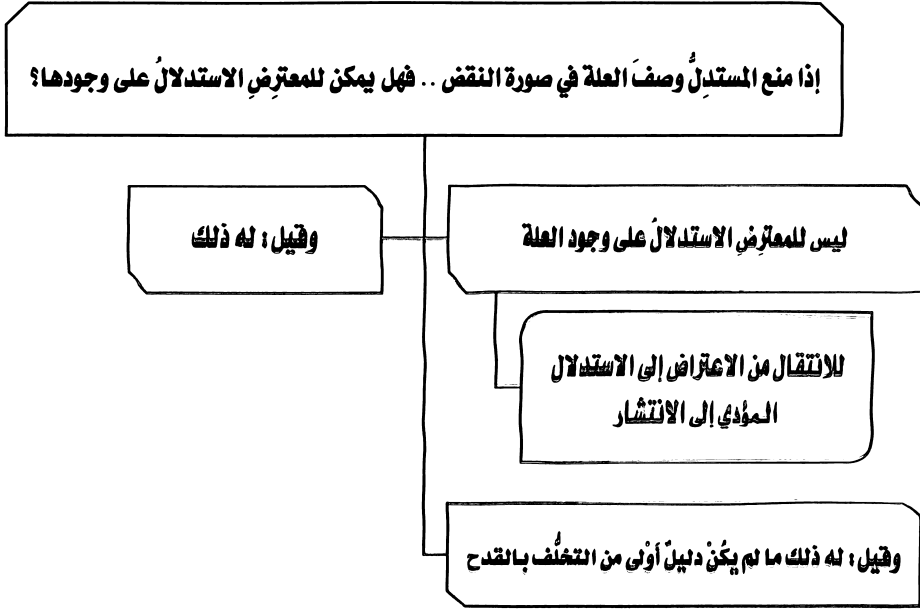 إذا منع المستدِلُّ وصفَ العلة في صورة النقض .. فهل يمكن للمعترِضِ الاستدلالُ على وجودها؟
ليس للمعترِضِ الاستدلالُ على وجود العلة
وقيل : له ذلك
للانتقال من الاعتراض إلى الاستدلال
المؤدي إلى الانتشار
وقيل : له ذلك ما لم يكُنْ دليلٌ أَوْلى من التخلُّف بالقدح